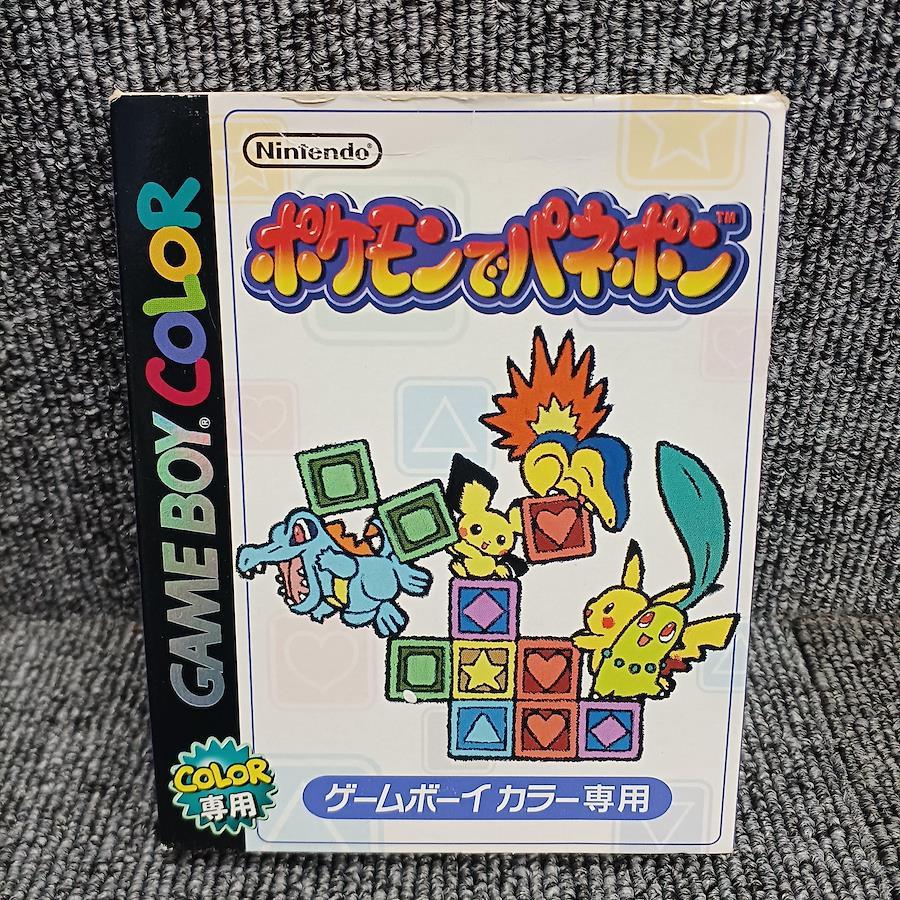 Nintendo®
ポケモンでパネポン™
GAME BOY® COLOR
COLOR
専用
ゲームボーイ カラー専用